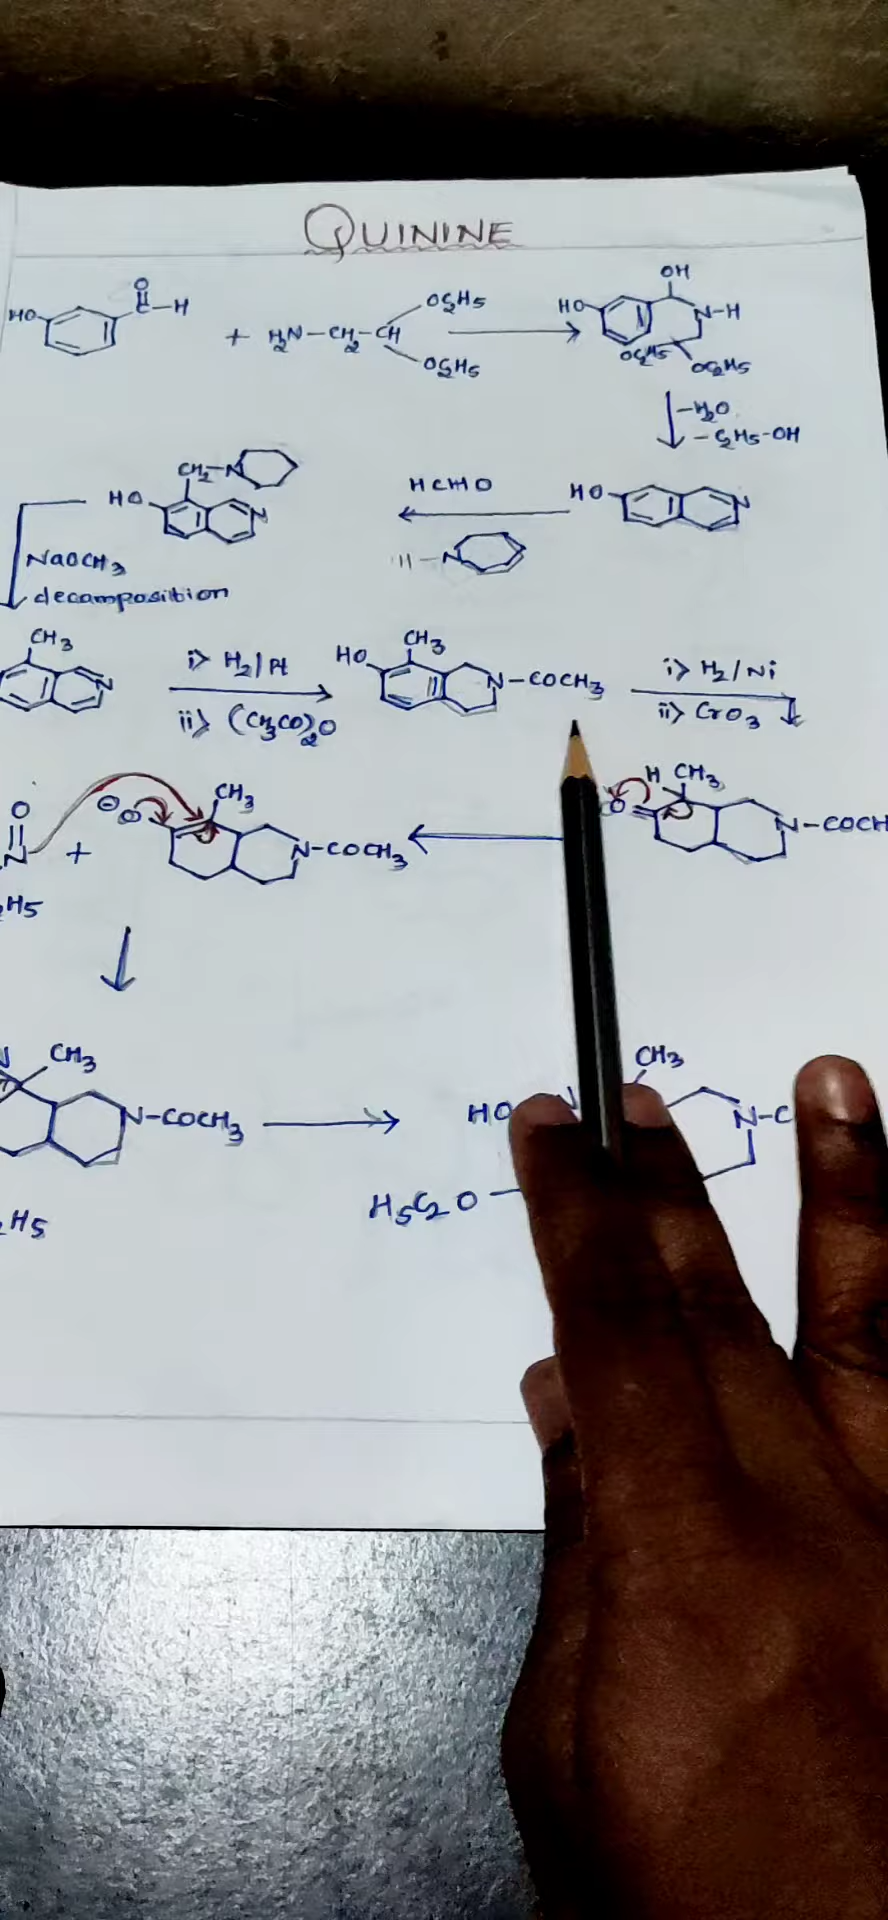 QUININE
O
HO C—H + H2N—CH2—CH OC2H5 OC2H5
OH
HO N—H
OC2H5 OC2H5
—H2O
— C2H5-OH
CH2—N
HO N
HCHO
H—N
HO N
NaOCH3
decomposition
CH3
N
i> H2/Pt
ii> (CH3CO)2O
CH3
HO N—COCH3
i> H2/Ni
ii> CrO3
O
N
2H5
+
⊖O CH3
N—COCH3
H CH3
O N—COCH
CH3
N—COCH3
2H5
CH3
HO N—C
H5C2O